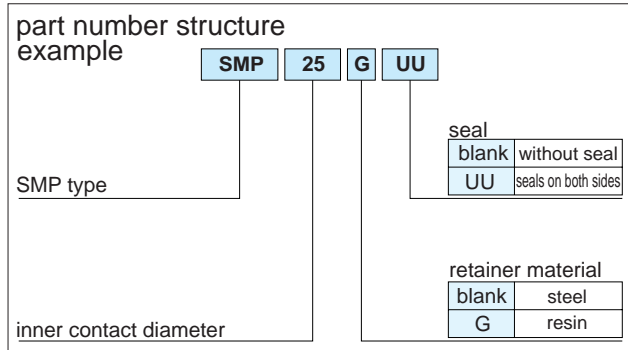 part number structure
example
SMP 25 G UU
seal
blank without seal
UU seals on both sides
SMP type
retainer material
blank steel
G resin
inner contact diameter